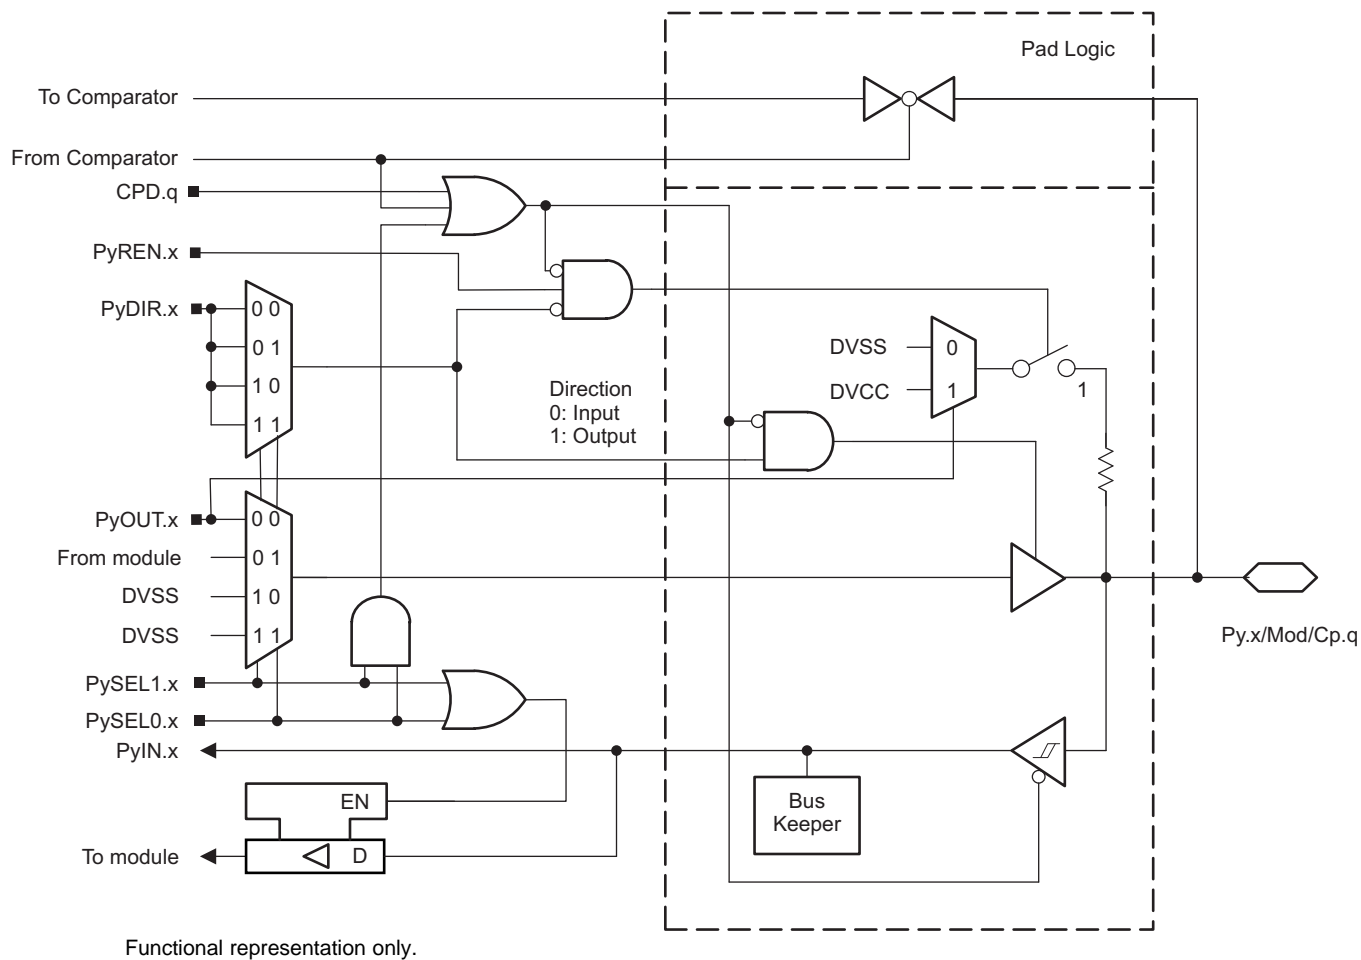 Pad Logic
To Comparator
From Comparator
CPD.q
PyREN.x
PyDIR.x
0 0
0 1
1 0
1 1
DVSS
0
DVCC
1
1
Direction
0: Input
1: Output
PyOUT.x
0 0
From module
0 1
DVSS
1 0
DVSS
1 1
Py.x/Mod/Cp.q
PySEL1.x
PySEL0.x
PyIN.x
Bus
Keeper
EN
To module
D
Functional representation only.